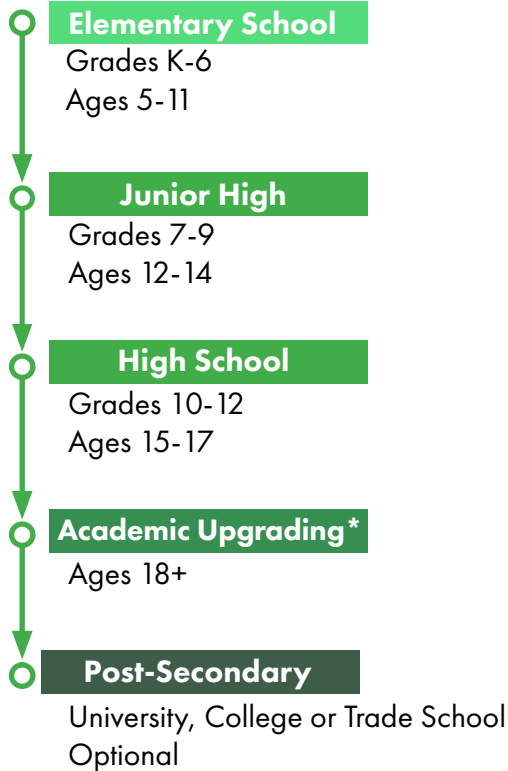 Elementary School
Grades K-6
Ages 5-11
Junior High
Grades 7-9
Ages 12-14
High School
Grades 10-12
Ages 15-17
Academic Upgrading*
Ages 18+
Post-Secondary
University, College or Trade School
Optional